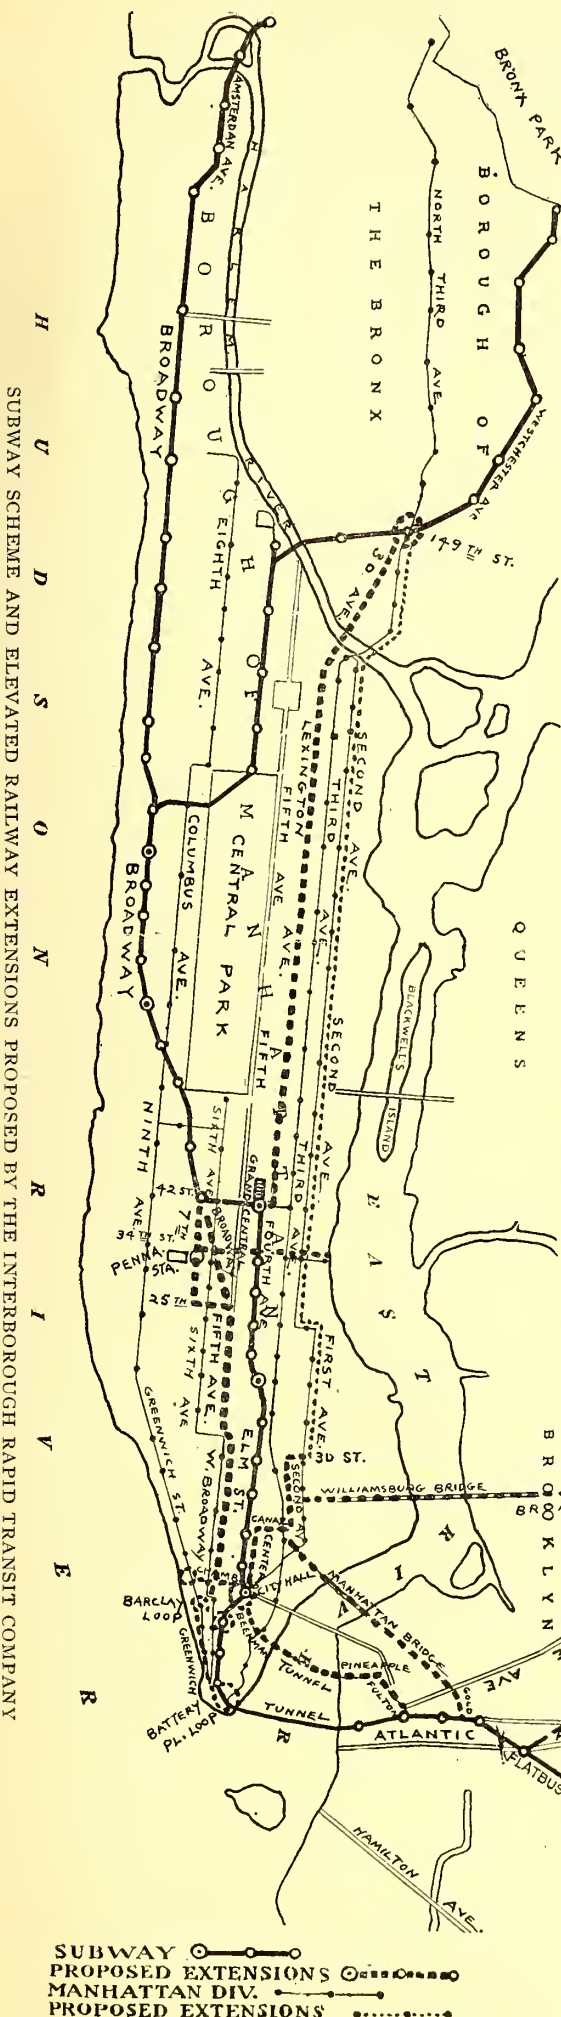 BRONX PARK
AMSTERDAM AVE.
HARLEM RIVER
BOROUGH OF
THE BRONX
NORTH THIRD AVE
BOROUGH OF
MANHATTAN
WESTCHESTER AVE
149TH ST.
3D AVE.
BROADWAY
EIGHTH AVE.
LEXINGTON AVE.
FIFTH AVE
THIRD AVE.
SECOND AVE.
COLUMBUS AVE.
CENTRAL PARK
BROADWAY
FIFTH
SECOND AVE.
THIRD AVE
QUEENS
BLACKWELL'S ISLAND
NINTH AVE.
SIXTH AVE
BROADWAY
GRAND CENTRAL
42 ST.
7TH
34TH ST.
PENNA. STA.
25TH
FOURTH AVE
FIFTH AVE.
SIXTH AVE
FIRST AVE.
3D ST.
SECOND AV
GREENWICH ST.
W. BROADWAY
ELM ST.
CANAL
CENTER
WILLIAMSBURG BRIDGE
BROOKLYN
CITY HALL
MANHATTAN BRIDGE
BARCLAY LOOP
GREENWICH
BEEKMAN
TUNNEL
PINEAPPLE
FULTON
GOLD
AVE
BATTERY PL. LOOP
TUNNEL
ATLANTIC
FLATBUS
HAMILTON AVE.
EAST RIVER
HUDSON RIVER
SUBWAY
PROPOSED EXTENSIONS
MANHATTAN DIV.
PROPOSED EXTENSIONS
SUBWAY SCHEME AND ELEVATED RAILWAY EXTENSIONS PROPOSED BY THE INTERBOROUGH RAPID TRANSIT COMPANY